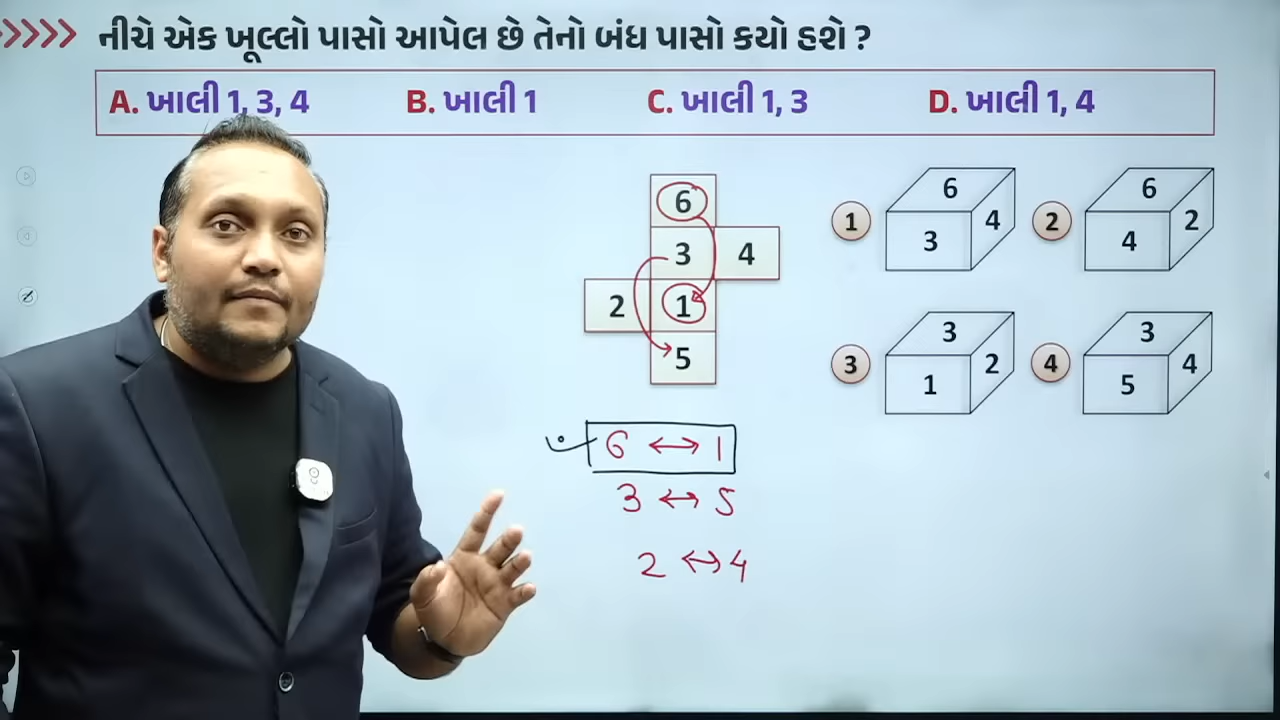 નીચે એક ખૂલ્લો પાસો આપેલ છે તેનો બંધ પાસો કયો હશે ?
A. ખાલી 1, 3, 4 B. ખાલી 1 C. ખાલી 1, 3 D. ખાલી 1, 4
6
3 4
2 1
5
1 6 3 4
2 6 4 2
3 3 1 2
4 3 5 4
6 ↔ 1
3 ↔ 5
2 ↔ 4